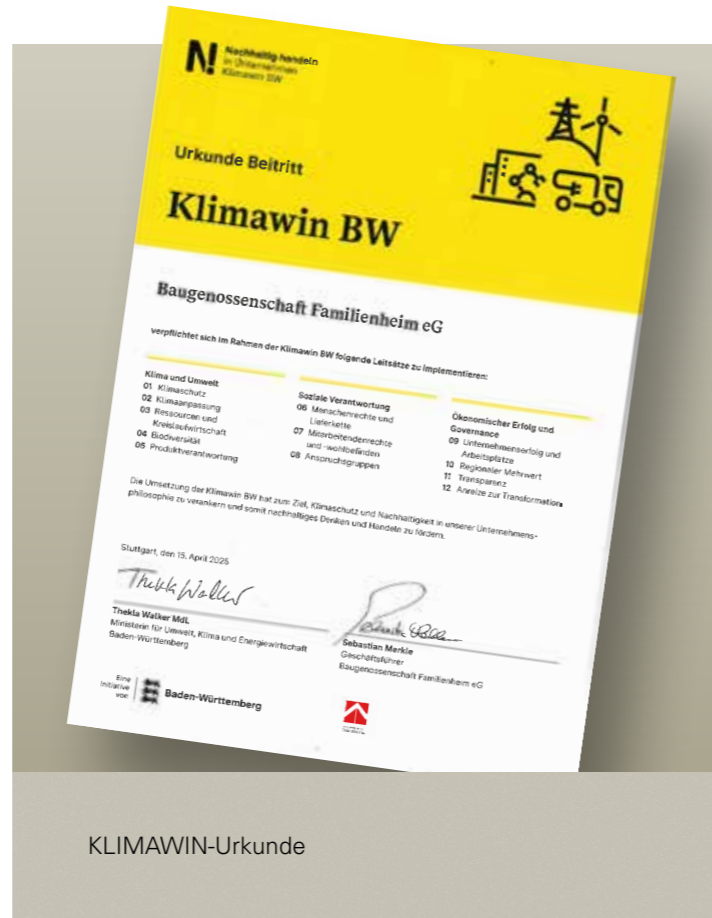 Nachhaltig handeln
in Unternehmen
Klimawin BW
Urkunde Beitritt
Klimawin BW
Baugenossenschaft Familienheim eG
verpflichtet sich im Rahmen der Klimawin BW folgende Leitsätze zu implementieren:
Klima und Umwelt
01 Klimaschutz
02 Klimaanpassung
03 Ressourcen und
Kreislaufwirtschaft
04 Biodiversität
05 Produktverantwortung
Soziale Verantwortung
06 Menschenrechte und
Lieferkette
07 Mitarbeitendenrechte
und -wohlbefinden
08 Anspruchsgruppen
Ökonomischer Erfolg und
Governance
09 Unternehmenserfolg und
Arbeitsplätze
10 Regionaler Mehrwert
11 Transparenz
12 Anreize zur Transformation
Die Umsetzung der Klimawin BW hat zum Ziel, Klimaschutz und Nachhaltigkeit in unserer Unternehmens-
philosophie zu verankern und somit nachhaltiges Denken und Handeln zu fördern.
Stuttgart, den 15. April 2025
Thekla Walker
Thekla Walker MdL
Ministerin für Umwelt, Klima und Energiewirtschaft
Baden-Württemberg
Sebastian Merkle
Geschäftsführer
Baugenossenschaft Familienheim eG
Eine
Initiative
von
Baden-Württemberg
KLIMAWIN-Urkunde